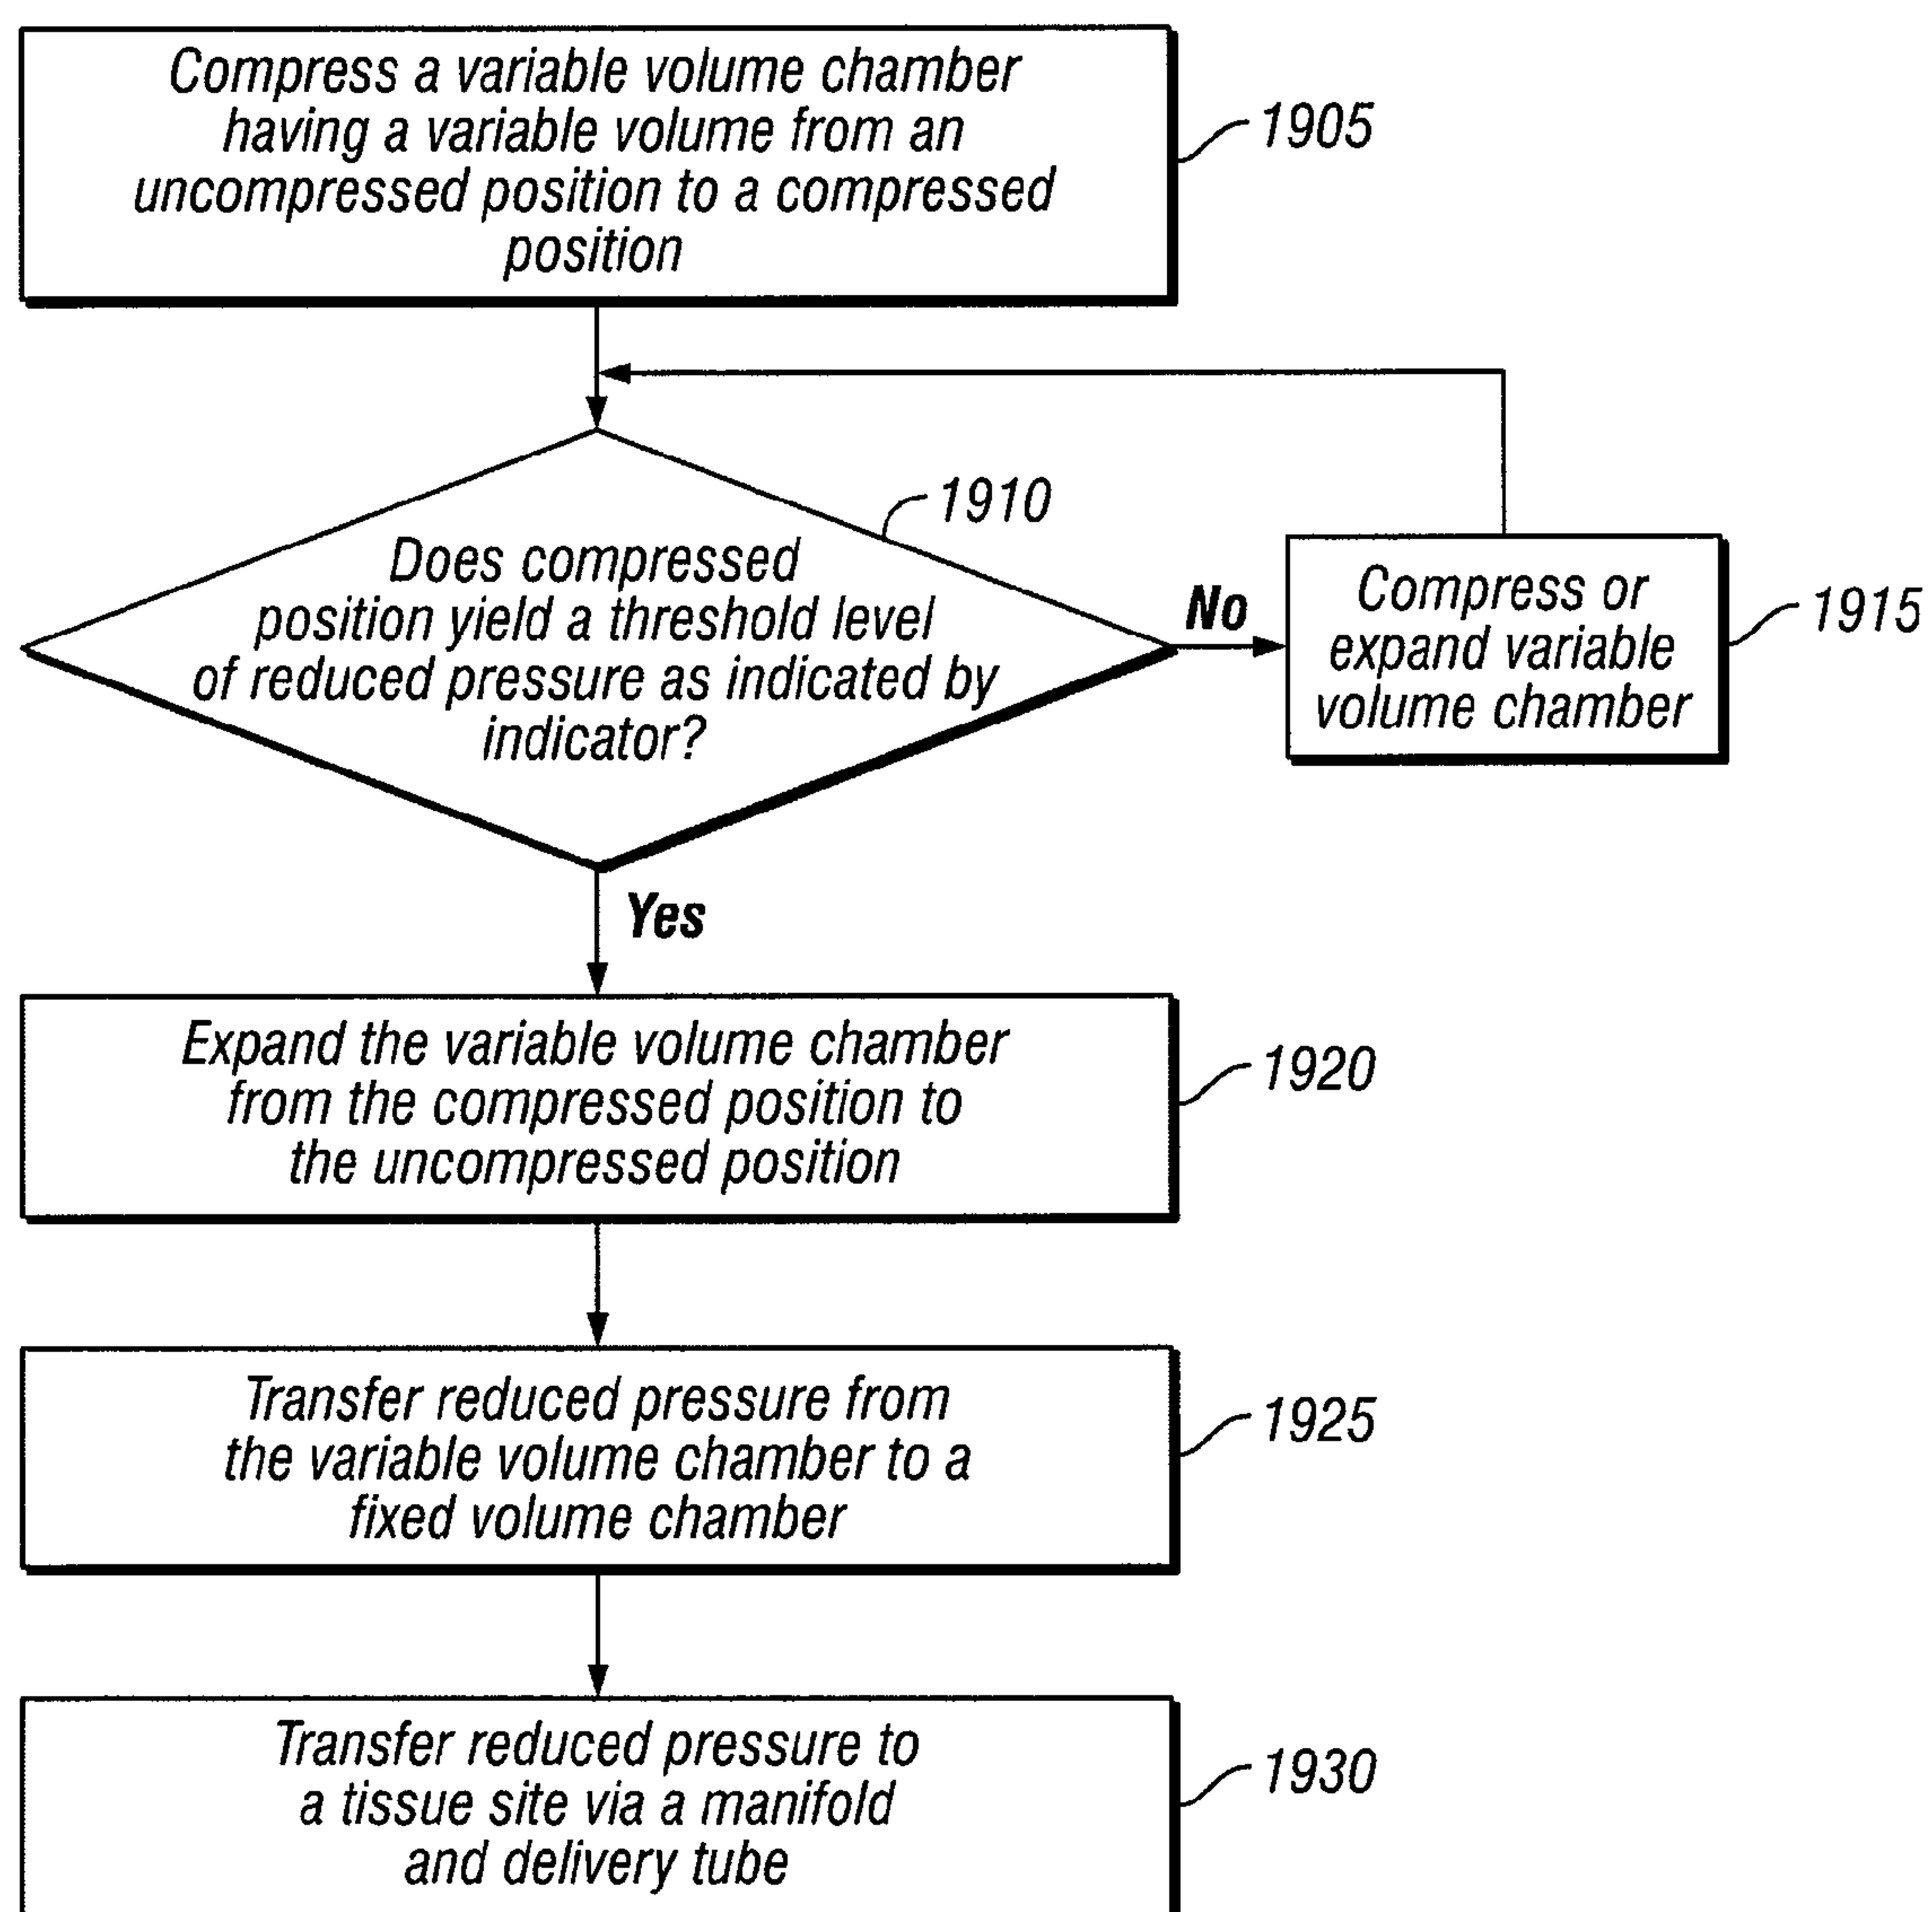 Compress a variable volume chamber
having a variable volume from an
uncompressed position to a compressed
position
1905
1910
Does compressed
position yield a threshold level
of reduced pressure as indicated by
indicator?
No
Compress or
expand variable
volume chamber
1915
Yes
Expand the variable volume chamber
from the compressed position to
the uncompressed position
1920
Transfer reduced pressure from
the variable volume chamber to a
fixed volume chamber
1925
Transfer reduced pressure to
a tissue site via a manifold
and delivery tube
1930